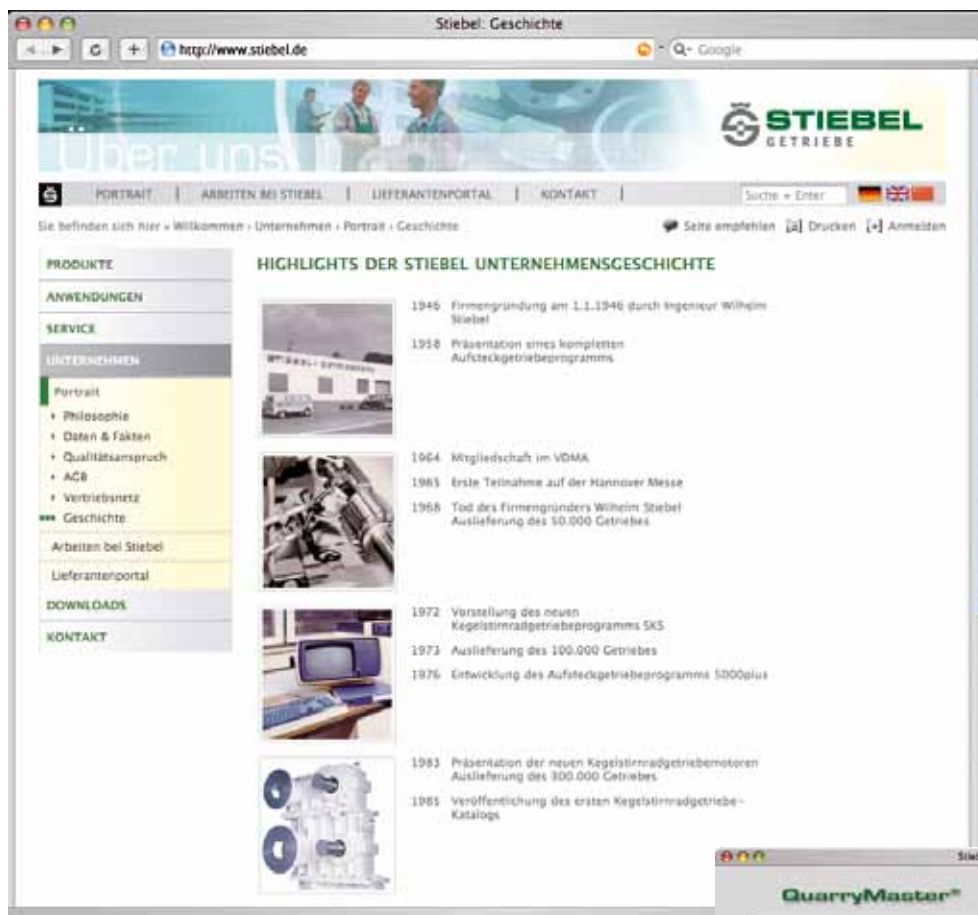 Stiebel: Geschichte
http://www.stiebel.de
Google
Über uns
STIEBEL
GETRIEBE
PORTRAIT | ARBEITEN BEI STIEBEL | LIEFERANTENPORTAL | KONTAKT |
Suche + Enter
Sie befinden sich hier » Willkommen › Unternehmen › Portrait › Geschichte
Seite empfehlen [a] Drucken [+] Anmelden
PRODUKTE
ANWENDUNGEN
SERVICE
UNTERNEHMEN
Portrait
Philosophie
Daten & Fakten
Qualitätsanspruch
AGB
Vertriebsnetz
Geschichte
Arbeiten bei Stiebel
Lieferantenportal
DOWNLOADS
KONTAKT
HIGHLIGHTS DER STIEBEL UNTERNEHMENSGESCHICHTE
1946 Firmengründung am 1.1.1946 durch Ingenieur Wilhelm
Stiebel
1958 Präsentation eines kompletten
Aufsteckgetriebeprogramms
1964 Mitgliedschaft im VDMA
1965 Erste Teilnahme auf der Hannover Messe
1968 Tod des Firmengründers Wilhelm Stiebel
Auslieferung des 50.000 Getriebes
1972 Vorstellung des neuen
Kegelstirnradgetriebeprogramms SKS
1973 Auslieferung des 100.000 Getriebes
1976 Entwicklung des Aufsteckgetriebeprogramms 5000plus
1983 Präsentation der neuen Kegelstirnradgetriebemotoren
Auslieferung des 300.000 Getriebes
1985 Veröffentlichung des ersten Kegelstirnradgetriebe-
Katalogs
QuarryMaster®